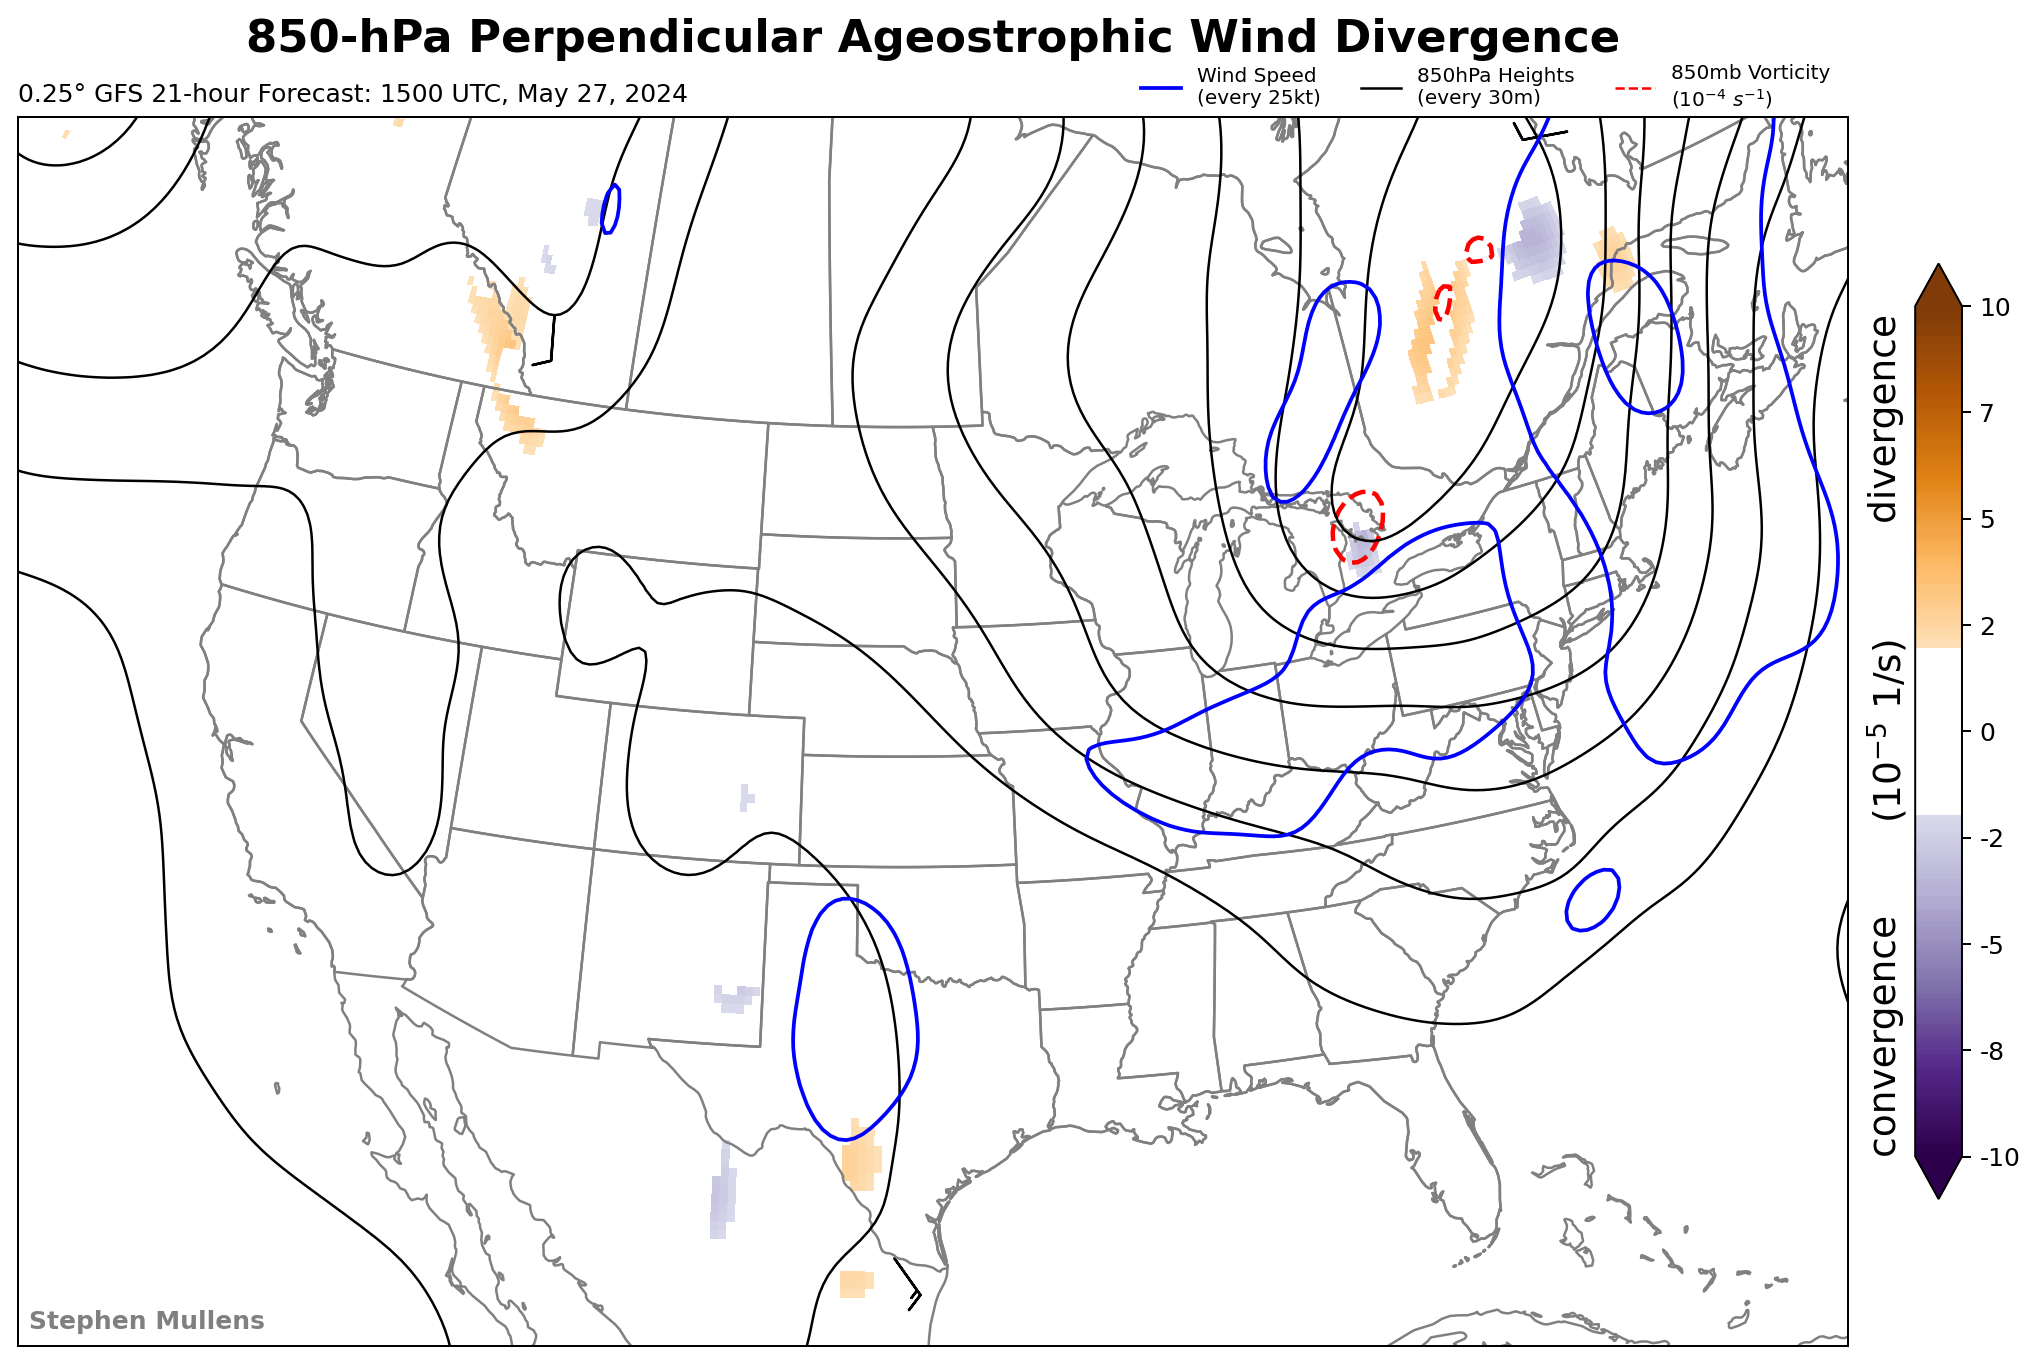 850-hPa Perpendicular Ageostrophic Wind Divergence
0.25° GFS 21-hour Forecast: 1500 UTC, May 27, 2024
Wind Speed
(every 25kt)
850hPa Heights
(every 30m)
850mb Vorticity
(10⁻⁴ s⁻¹)
10
7
5
2
0
-2
-5
-8
-10
convergence (10⁻⁵ 1/s) divergence
Stephen Mullens